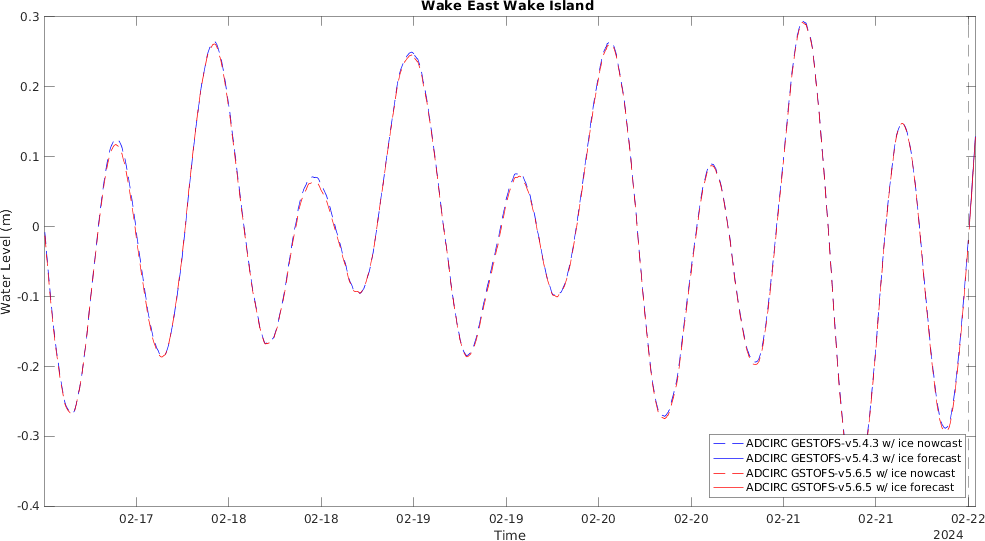 Wake East Wake Island
0.3
0.2
0.1
0
-0.1
-0.2
-0.3
-0.4
Water Level (m)
ADCIRC GESTOFS-v5.4.3 w/ ice nowcast
ADCIRC GESTOFS-v5.4.3 w/ ice forecast
ADCIRC GSTOFS-v5.6.5 w/ ice nowcast
ADCIRC GSTOFS-v5.6.5 w/ ice forecast
02-17 02-18 02-18 02-19 02-19 02-20 02-20 02-21 02-21 02-22
Time
2024